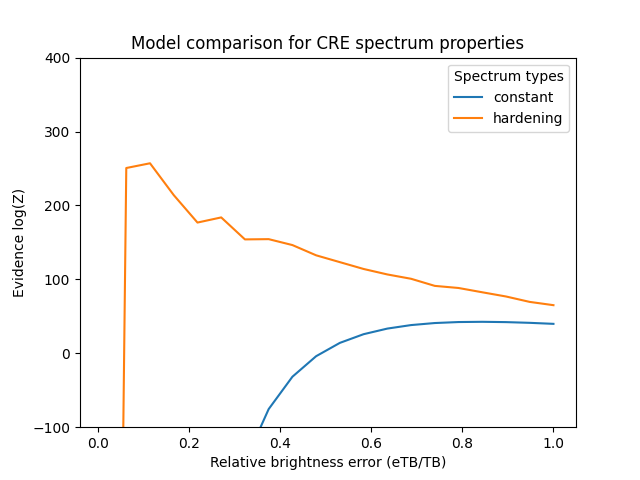 Model comparison for CRE spectrum properties
400
300
200
100
0
−100
Evidence log(Z)
Spectrum types
constant
hardening
0.0 0.2 0.4 0.6 0.8 1.0
Relative brightness error (eTB/TB)